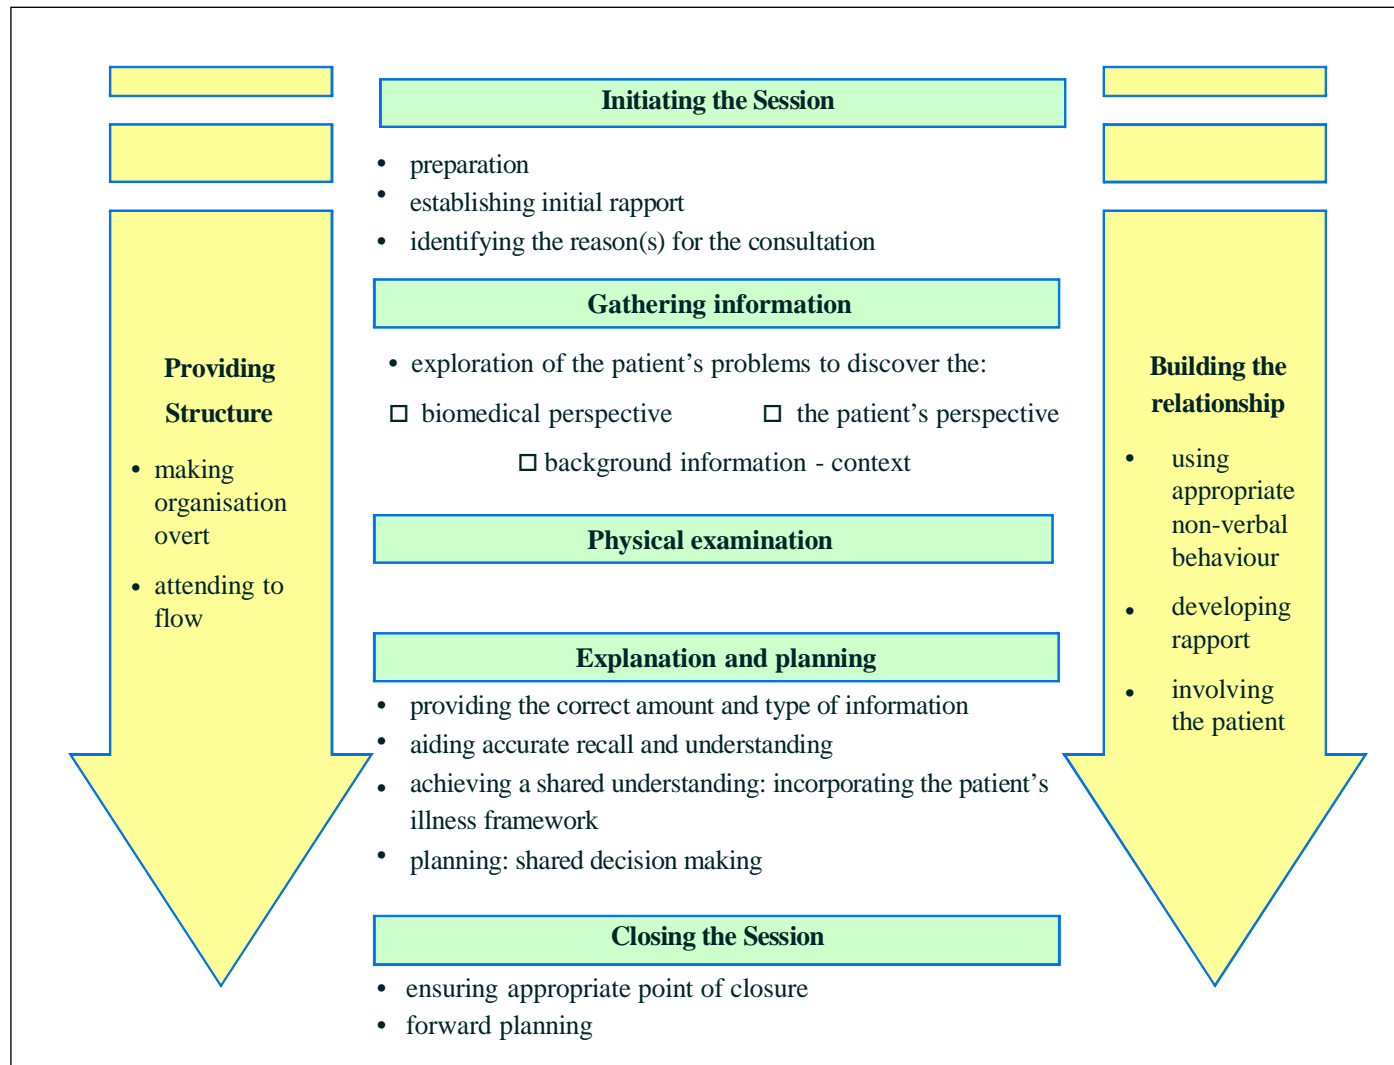 Initiating the Session
• preparation
• establishing initial rapport
• identifying the reason(s) for the consultation
Gathering information
• exploration of the patient’s problems to discover the:
□ biomedical perspective □ the patient’s perspective
□ background information - context
Physical examination
Explanation and planning
• providing the correct amount and type of information
• aiding accurate recall and understanding
• achieving a shared understanding: incorporating the patient’s
illness framework
• planning: shared decision making
Closing the Session
• ensuring appropriate point of closure
• forward planning
Providing
Structure
• making
organisation
overt
• attending to
flow
Building the
relationship
• using
appropriate
non-verbal
behaviour
• developing
rapport
• involving
the patient